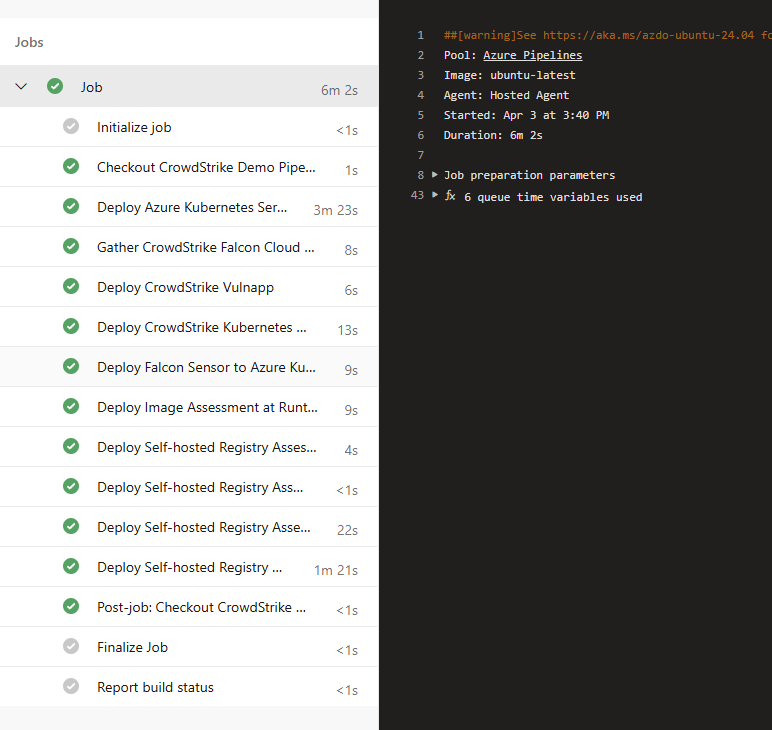 Jobs
Job 6m 2s
Initialize job <1s
Checkout CrowdStrike Demo Pipe... 1s
Deploy Azure Kubernetes Ser... 3m 23s
Gather CrowdStrike Falcon Cloud ... 8s
Deploy CrowdStrike Vulnapp 6s
Deploy CrowdStrike Kubernetes ... 13s
Deploy Falcon Sensor to Azure Ku... 9s
Deploy Image Assessment at Runt... 9s
Deploy Self-hosted Registry Asses... 4s
Deploy Self-hosted Registry Ass... <1s
Deploy Self-hosted Registry Asse... 22s
Deploy Self-hosted Registry ... 1m 21s
Post-job: Checkout CrowdStrike ... <1s
Finalize Job <1s
Report build status <1s
1 ##[warning]See https://aka.ms/azdo-ubuntu-24.04 fo
2 Pool: Azure Pipelines
3 Image: ubuntu-latest
4 Agent: Hosted Agent
5 Started: Apr 3 at 3:40 PM
6 Duration: 6m 2s
7
8 Job preparation parameters
43 fx 6 queue time variables used